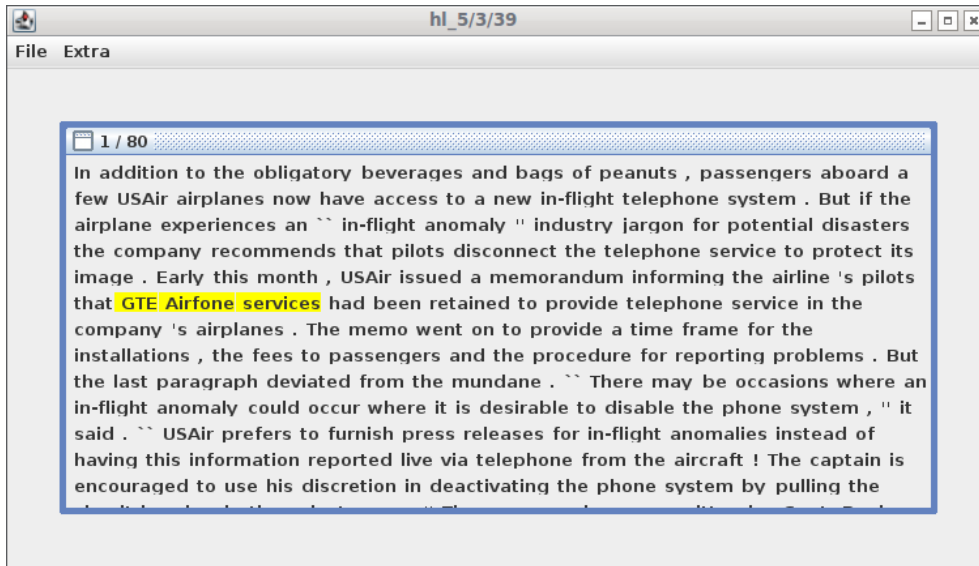 hl_5/3/39
File Extra
1 / 80
In addition to the obligatory beverages and bags of peanuts , passengers aboard a
few USAir airplanes now have access to a new in-flight telephone system . But if the
airplane experiences an `` in-flight anomaly '' industry jargon for potential disasters
the company recommends that pilots disconnect the telephone service to protect its
image . Early this month , USAir issued a memorandum informing the airline 's pilots
that GTE Airfone services had been retained to provide telephone service in the
company 's airplanes . The memo went on to provide a time frame for the
installations , the fees to passengers and the procedure for reporting problems . But
the last paragraph deviated from the mundane . `` There may be occasions where an
in-flight anomaly could occur where it is desirable to disable the phone system , '' it
said . `` USAir prefers to furnish press releases for in-flight anomalies instead of
having this information reported live via telephone from the aircraft ! The captain is
encouraged to use his discretion in deactivating the phone system by pulling the